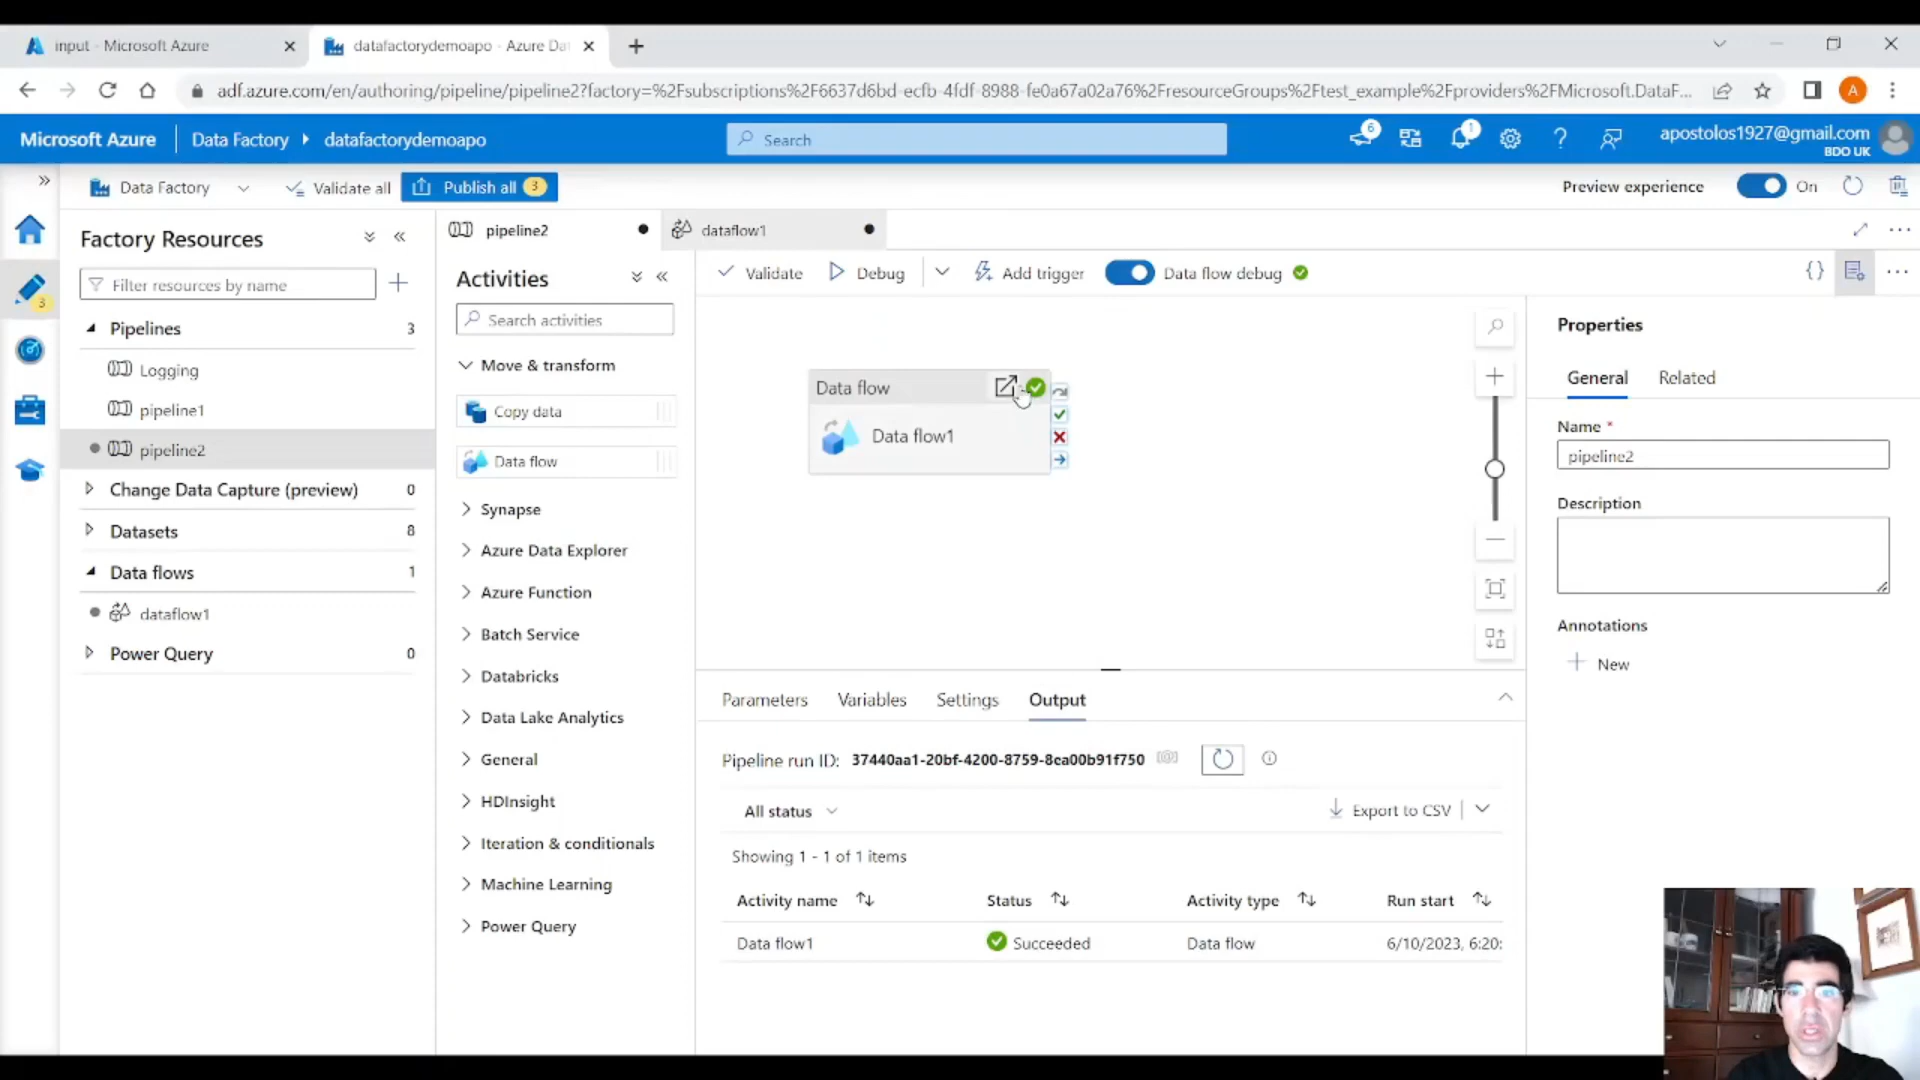 input - Microsoft Azure
datafactorydemoapo - Azure Dat
adf.azure.com/en/authoring/pipeline/pipeline2?factory=%2Fsubscriptions%2F6637d6bd-ecfb-4fdf-8988-fe0a67a02a76%2FresourceGroups%2Ftest_example%2Fproviders%2FMicrosoft.DataF...
A
Microsoft Azure
Data Factory
datafactorydemoapo
Search
6
1
apostolos1927@gmail.com
BDO UK
Data Factory
Validate all
Publish all 3
Preview experience
On
Factory Resources
Filter resources by name
Pipelines 3
Logging
pipeline1
pipeline2
Change Data Capture (preview) 0
Datasets 8
Data flows 1
dataflow1
Power Query 0
3
pipeline2
dataflow1
Activities
Search activities
Move & transform
Copy data
Data flow
Synapse
Azure Data Explorer
Azure Function
Batch Service
Databricks
Data Lake Analytics
General
HDInsight
Iteration & conditionals
Machine Learning
Power Query
Validate
Debug
Add trigger
Data flow debug
Data flow
Data flow1
Parameters
Variables
Settings
Output
Pipeline run ID: 37440aa1-20bf-4200-8759-8ea00b91f750
All status
Export to CSV
Showing 1 - 1 of 1 items
Activity name Status Activity type Run start
Data flow1 Succeeded Data flow 6/10/2023, 6:20:
Properties
General
Related
Name *
pipeline2
Description
Annotations
New